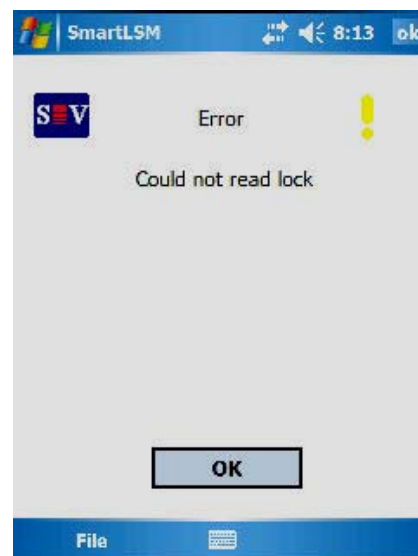 SmartLSM 8:13 ok
S V
Error
Could not read lock
OK
File